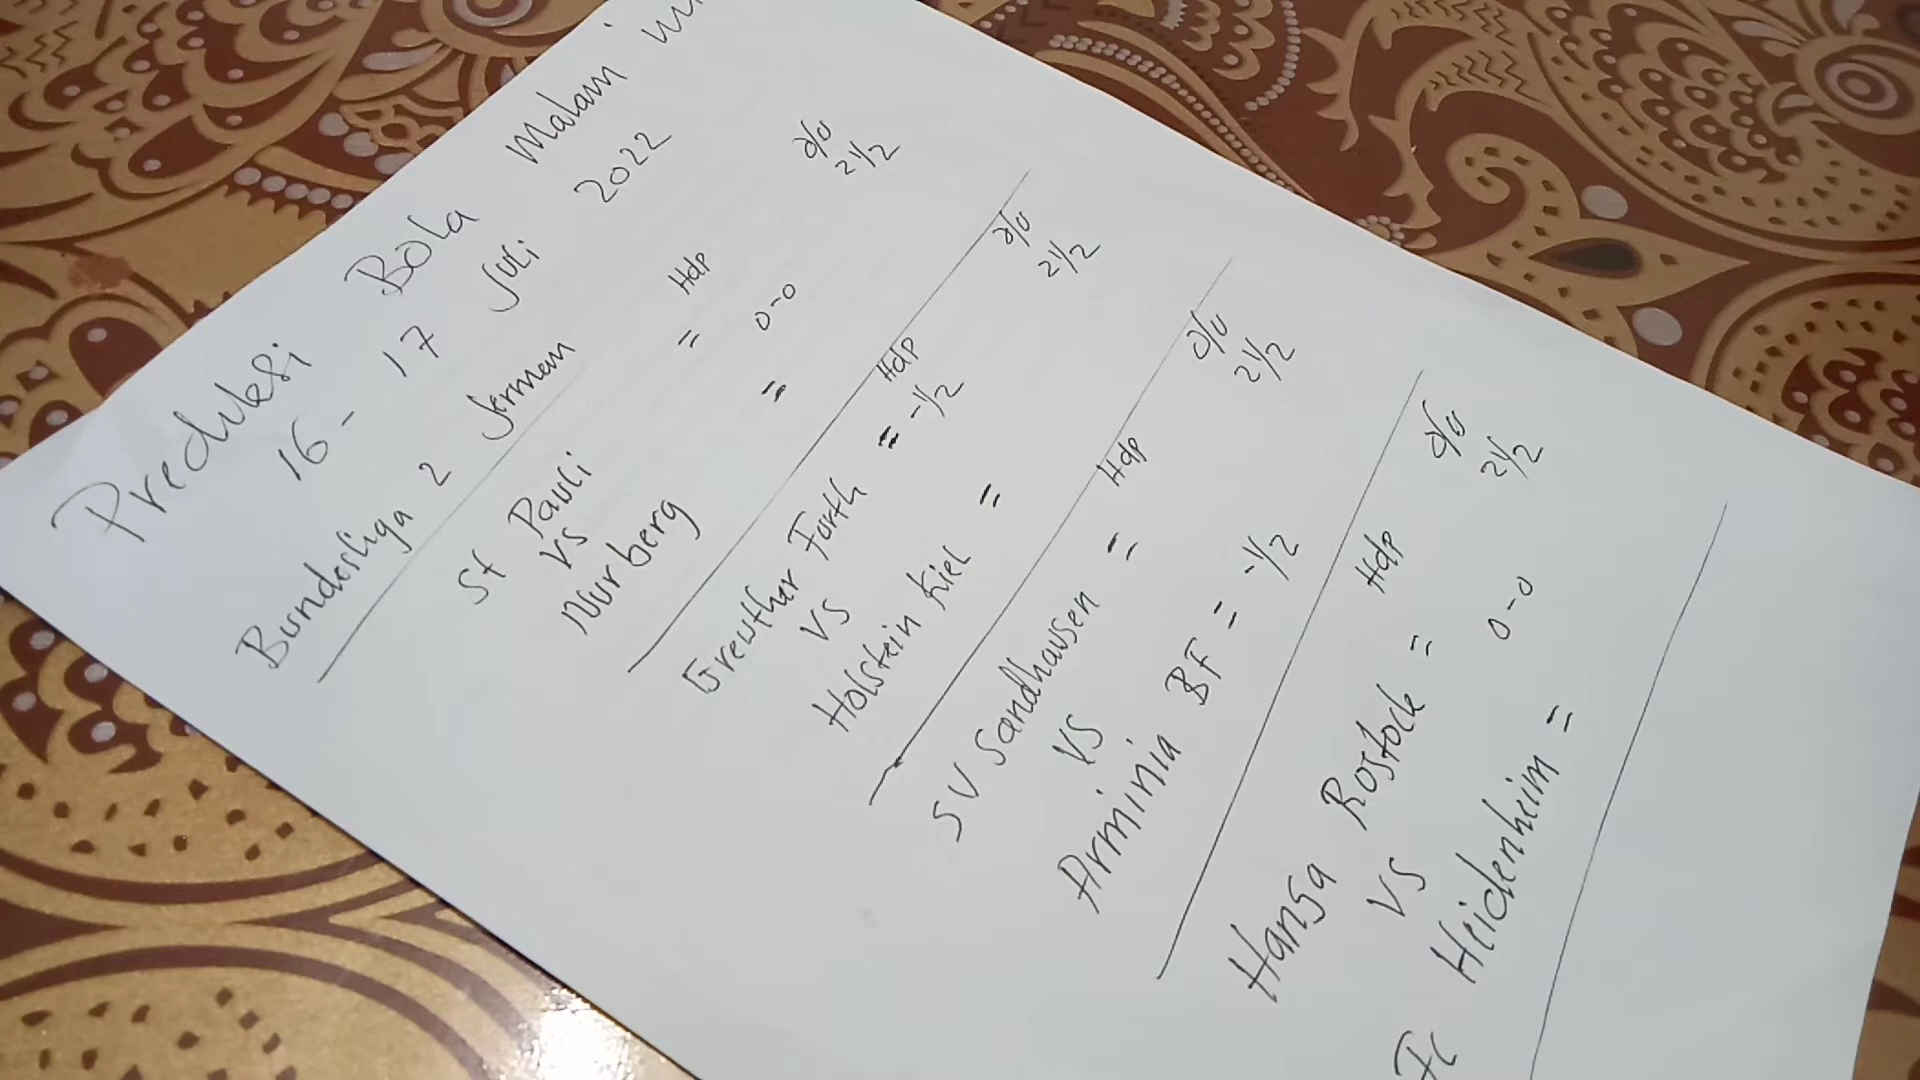 Prediksi Bola Malam ini
16 - 17 Juli 2022
Bundesliga 2 Jerman
Hdp o/u
St Pauli = 0-0 2 1/2
VS
Nurberg =
Hdp o/u
Greuther Furth = -1/2 2 1/2
VS
Holstein Kiel =
Hdp o/u
SV Sandhausen = 2 1/2
VS
Arminia BF = -1/2
Hdp o/u
Hansa Rostock = 0-0 2 1/2
VS
Fc Heidenheim =